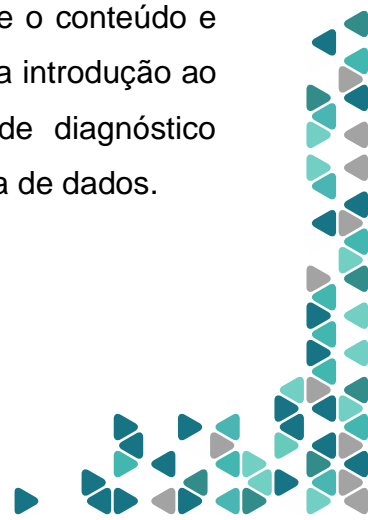 e o conteúdo e
a introdução ao
de diagnóstico
a de dados.